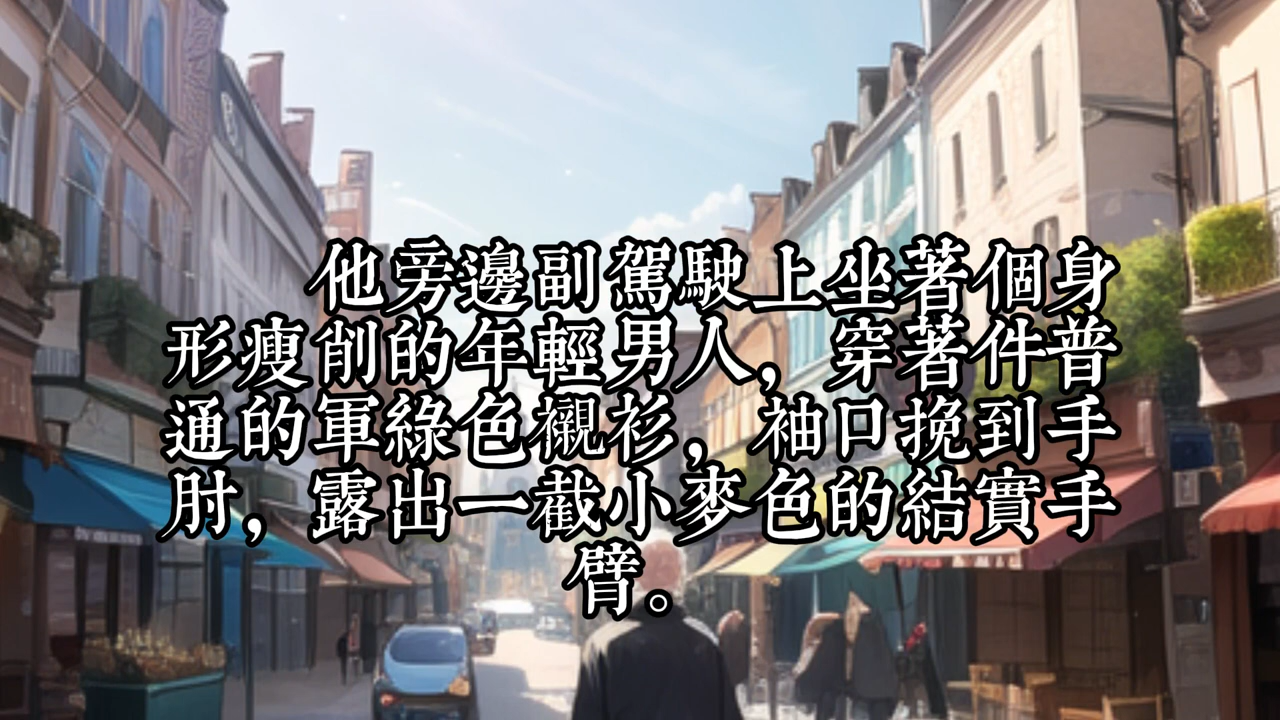 他旁邊副駕駛上坐著個身
形瘦削的年輕男人，穿著件普
通的軍綠色襯衫，袖口挽到手
肘，露出一截小麥色的結實手
臂。